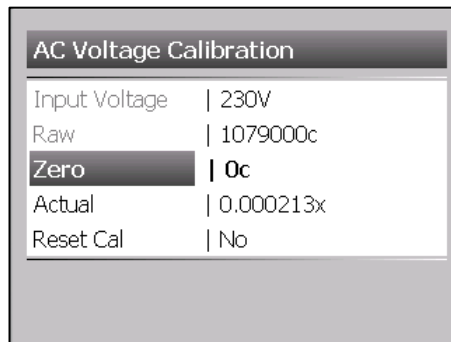 AC Voltage Calibration
Input Voltage | 230V
Raw | 1079000c
Zero | 0c
Actual | 0.000213x
Reset Cal | No